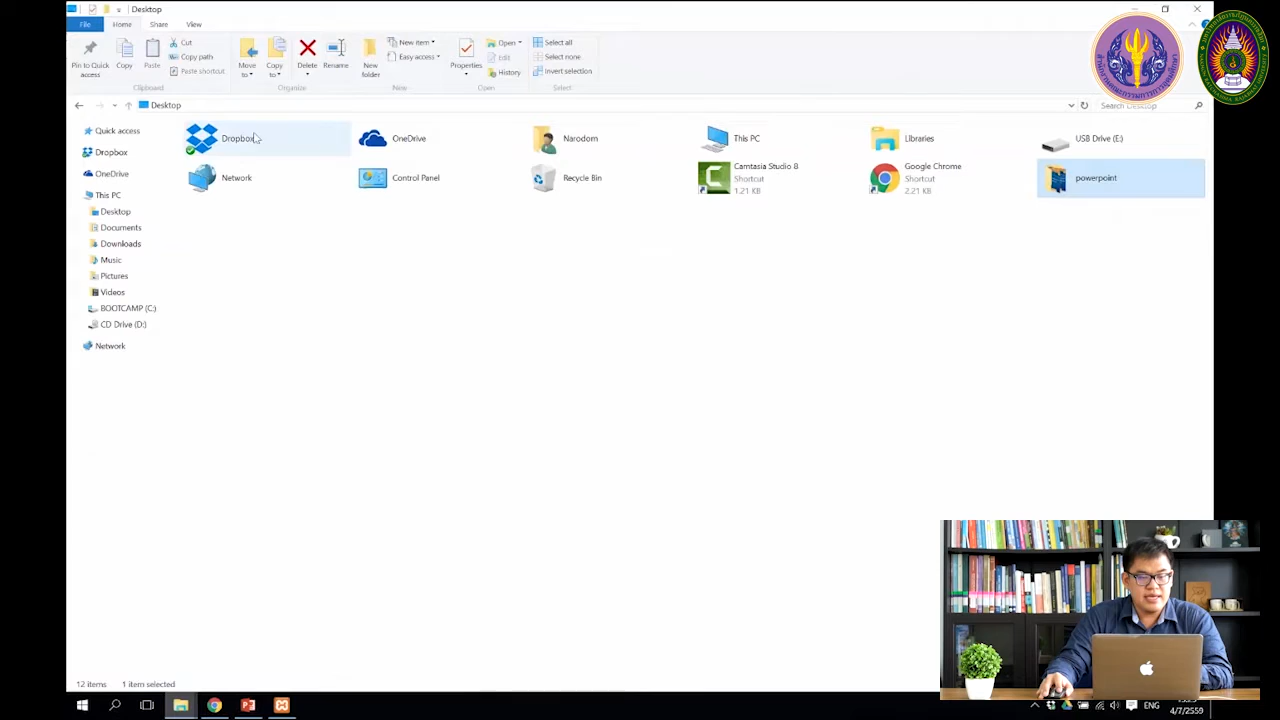 Desktop
File Home Share View
Pin to Quick access
Copy
Paste
Cut
Copy path
Paste shortcut
Clipboard
Move to
Copy to
Delete
Rename
Organize
New folder
New item
Easy access
New
Properties
Open
Edit
History
Open
Select all
Select none
Invert selection
Select
Desktop
Search Desktop
Quick access
Dropbox
OneDrive
This PC
Desktop
Documents
Downloads
Music
Pictures
Videos
BOOTCAMP (C:)
CD Drive (D:)
Network
Dropbox
OneDrive
Narodom
This PC
Libraries
USB Drive (E:)
Network
Control Panel
Recycle Bin
Camtasia Studio 8
Shortcut
1.21 KB
Google Chrome
Shortcut
2.21 KB
powerpoint
12 items 1 item selected
ENG
4/7/2559